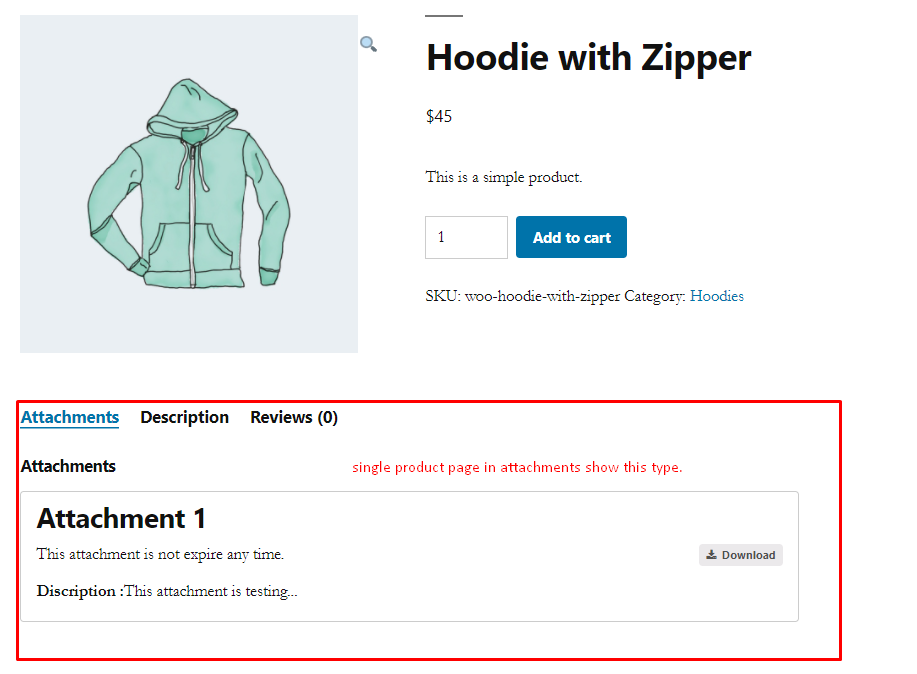 Hoodie with Zipper
$45
This is a simple product.
1
Add to cart
SKU: woo-hoodie-with-zipper Category: Hoodies
Attachments Description Reviews (0)
Attachments
single product page in attachments show this type.
Attachment 1
This attachment is not expire any time.
Download
Discription :This attachment is testing...